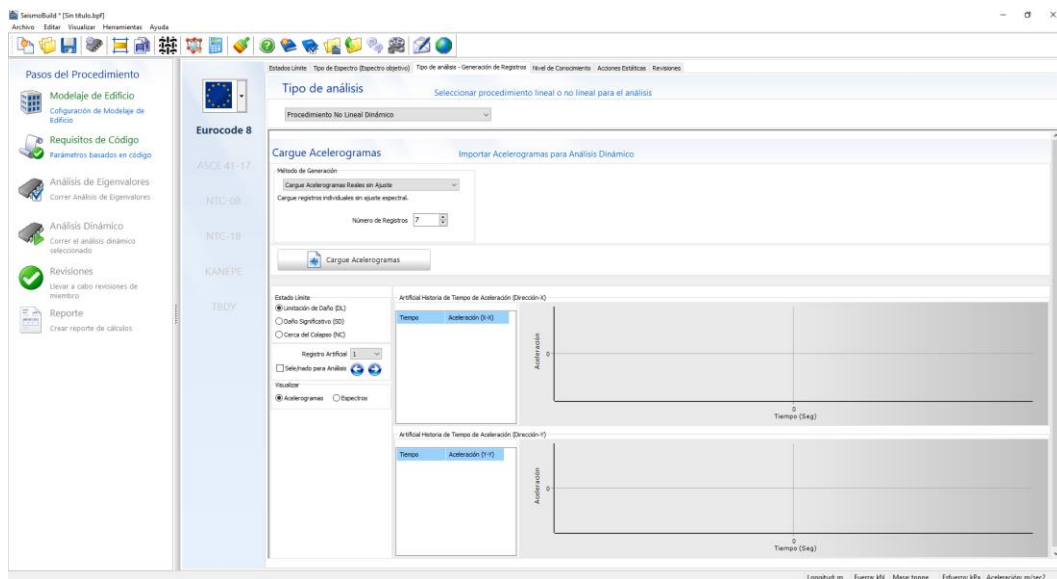 SeismoBuild * [Sin título.bpf]
Archivo Editar Visualizar Herramientas Ayuda
Pasos del Procedimiento
Modelaje de Edificio
Cofiguración de Modelaje de
Edificio
Requisitos de Código
Parámetros basados en código
Análisis de Eigenvalores
Correr Análisis de Eigenvalores
Análisis Dinámico
Correr el análisis dinámico
seleccionado
Revisiones
Llevar a cabo revisiones de
miembro
Reporte
Crear reporte de cálculos
Eurocode 8
ASCE 41-17
NTC-08
NTC-18
KANEPE
TBDY
Estados Límite Tipo de Espectro (Espectro objetivo) Tipo de análisis - Generación de Registros Nivel de Conocimiento Acciones Estáticas Revisiones
Tipo de análisis Seleccionar procedimiento lineal o no lineal para el análisis
Procedimiento No Lineal Dinámico
Cargue Acelerogramas Importar Acelerogramas para Análisis Dinámico
Método de Generación
Cargue Acelerogramas Reales sin Ajuste
Cargue registros individuales sin ajuste espectral.
Número de Registros 7
Cargue Acelerogramas
Estado Límite
Limitación de Daño (DL)
Daño Significativo (SD)
Cerca del Colapso (NC)
Registro Artificial 1
Sele/nado para Análisis
Visualizar
Acelerogramas Espectros
Artificial Historia de Tiempo de Aceleración (Dirección-X)
Tiempo Aceleración (X-X)
Aceleración
0
0
Tiempo (Seg)
Artificial Historia de Tiempo de Aceleración (Dirección-Y)
Tiempo Aceleración (Y-Y)
Aceleración
0
0
Tiempo (Seg)
Longitud: m Fuerza: kN Masa: tonne Esfuerzo: kPa Aceleración: m/sec2